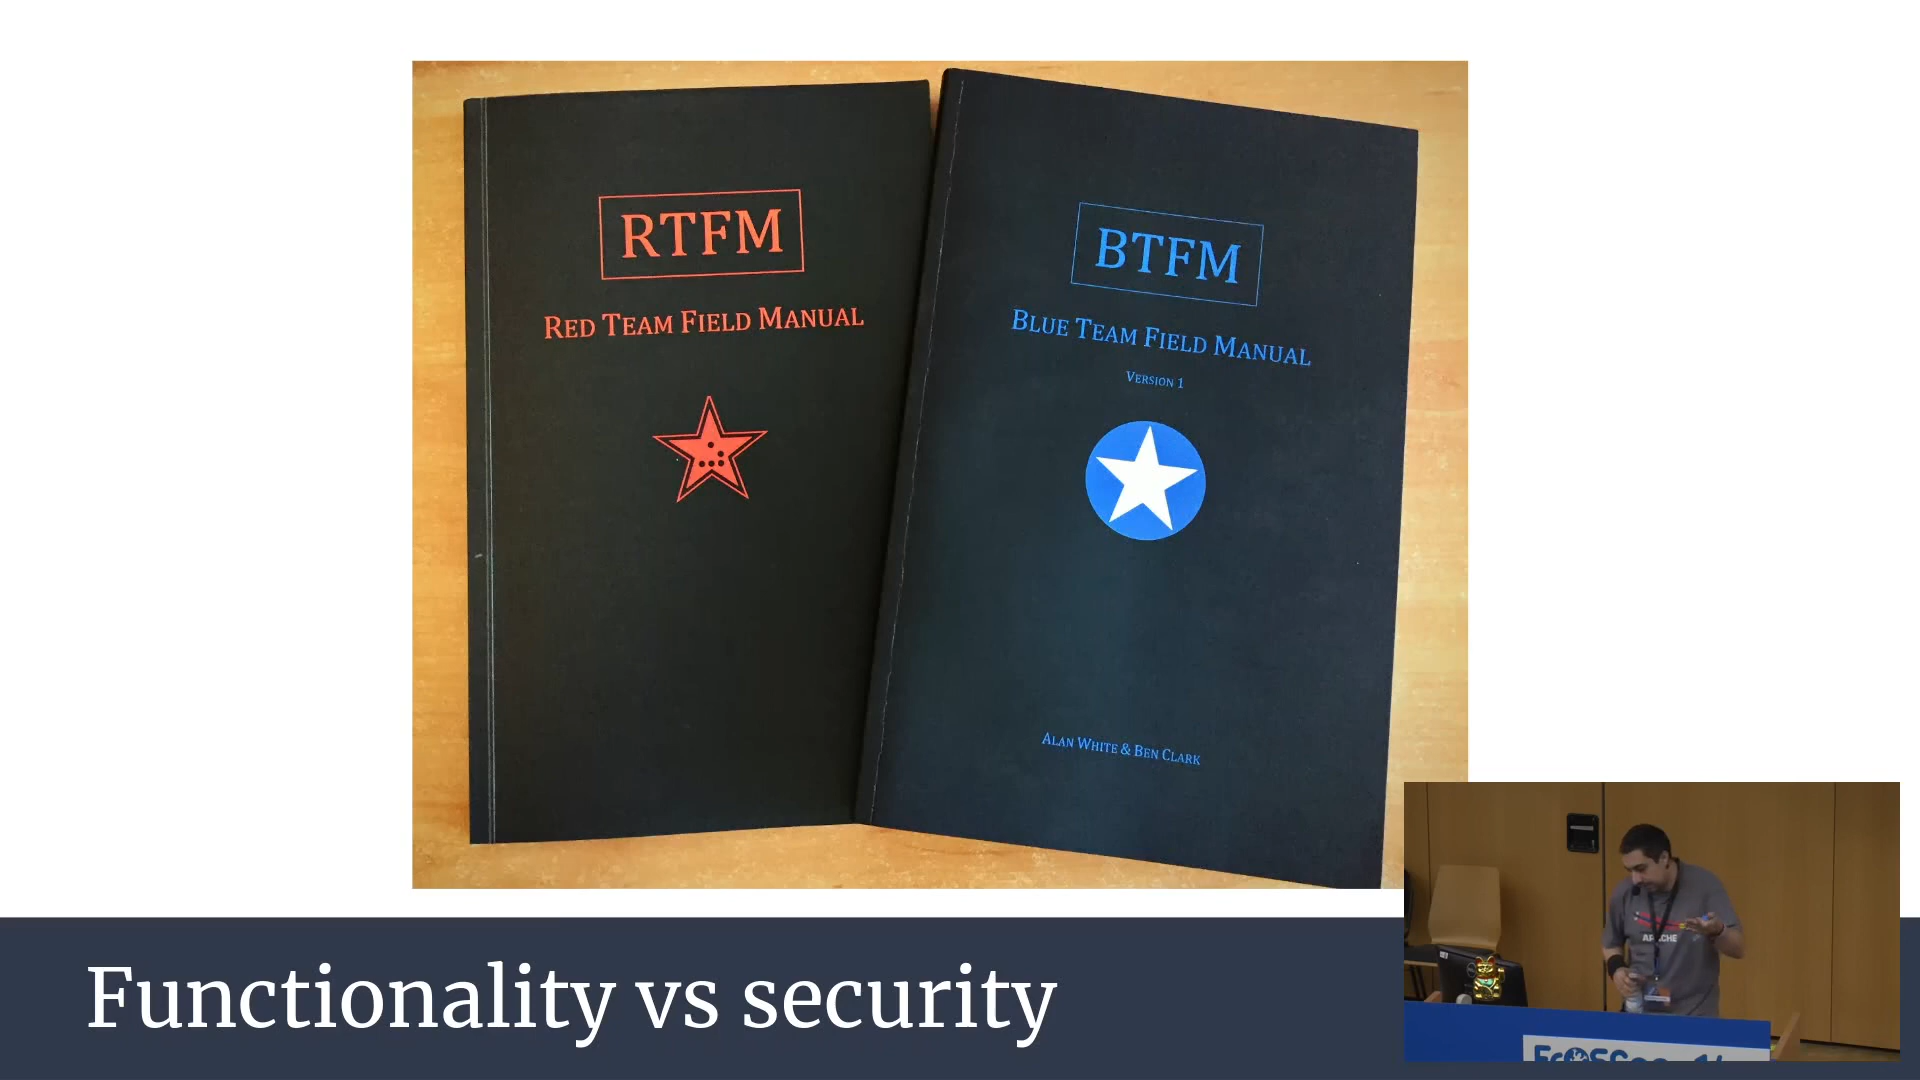 RTFM
RED TEAM FIELD MANUAL
BTFM
BLUE TEAM FIELD MANUAL
VERSION 1
ALAN WHITE & BEN CLARK
Functionality vs security